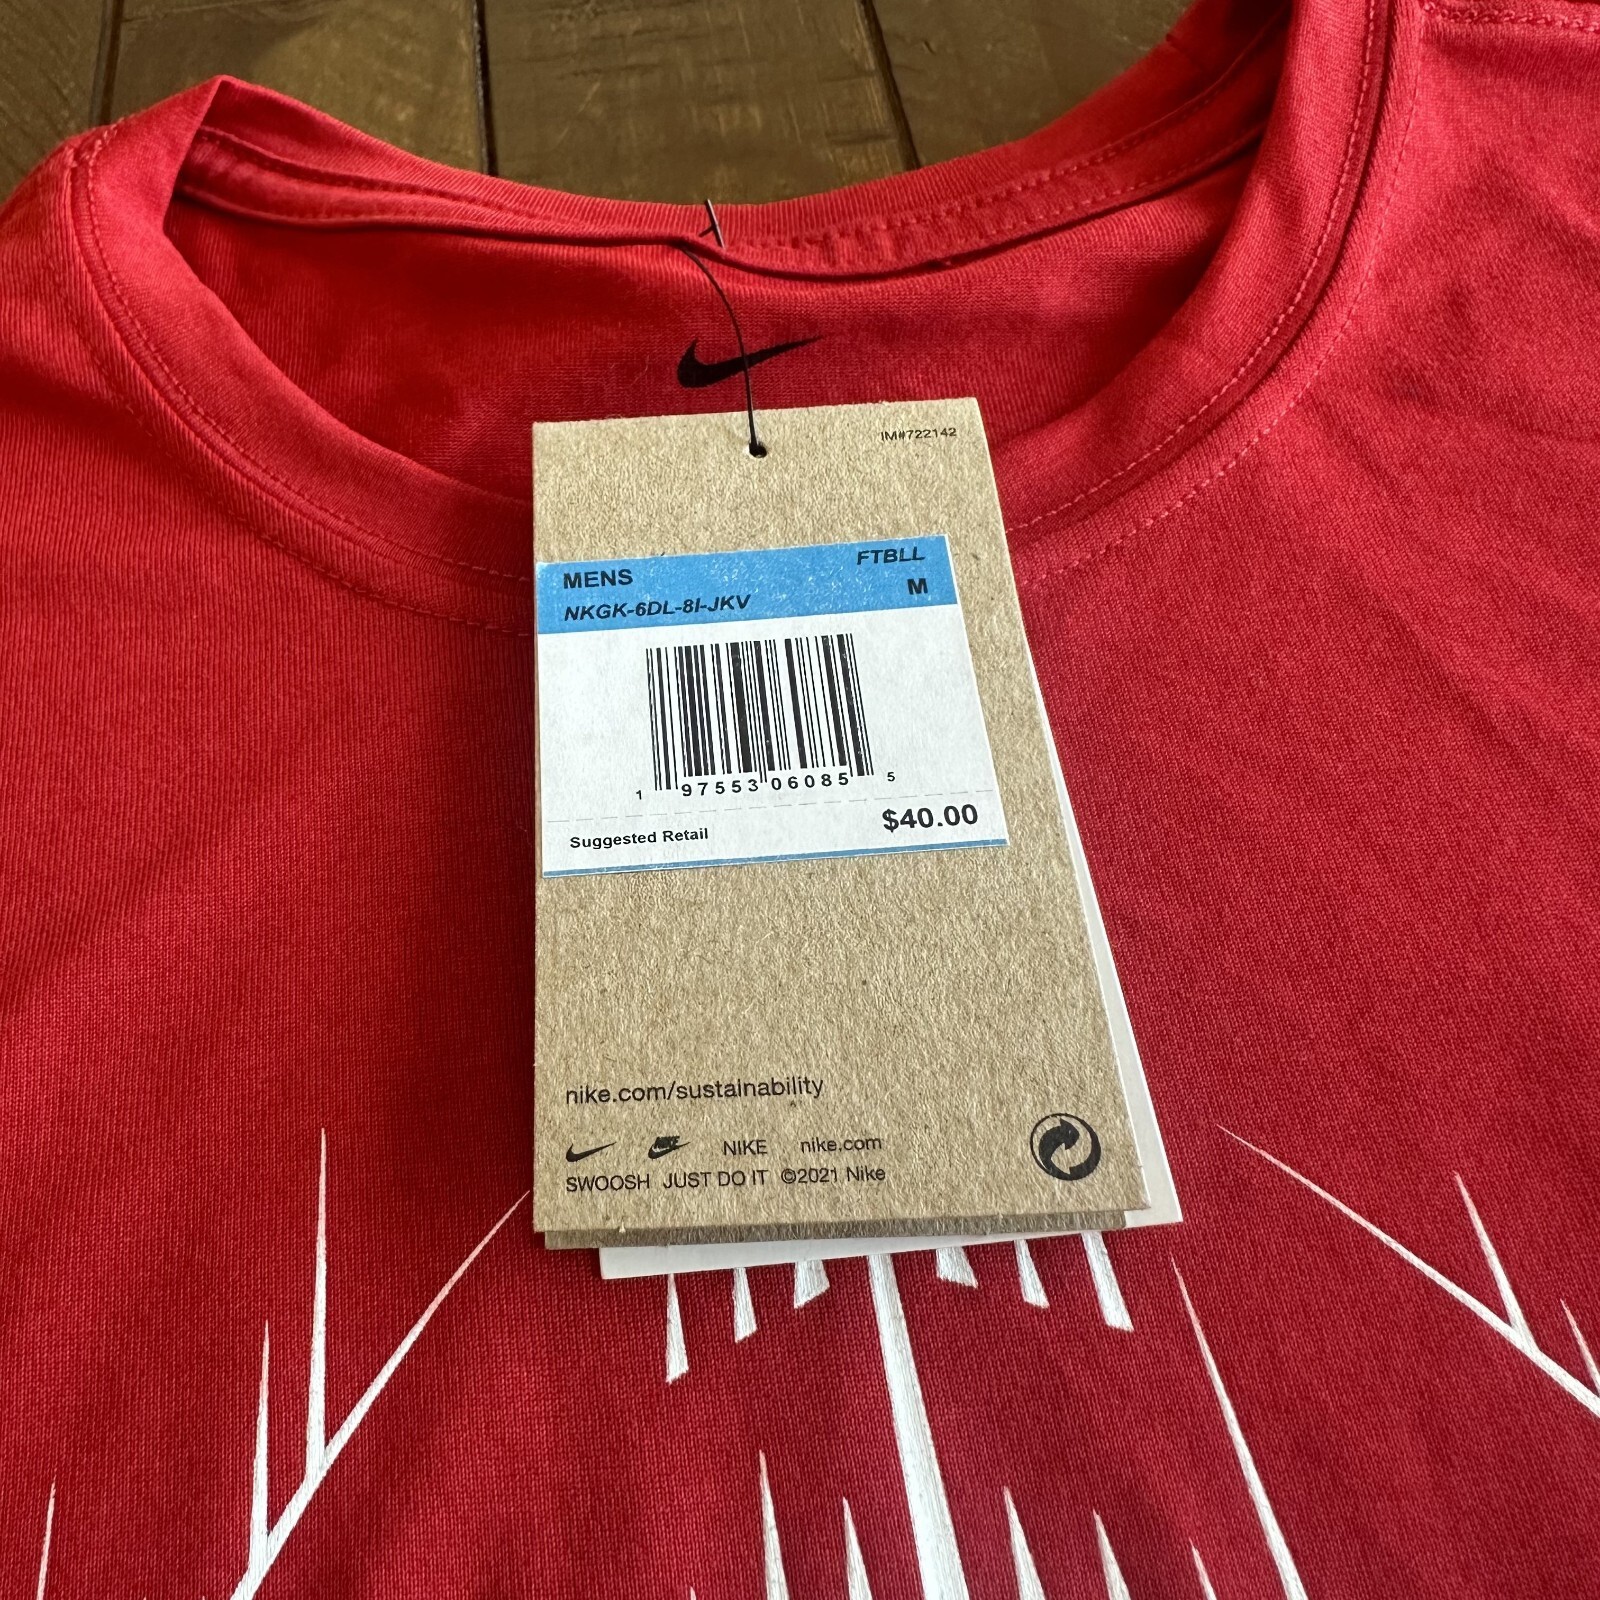 IM#722142
MENS FTBLL
NKGK-6DL-8I-JKV M
1 97553 06085 5
Suggested Retail $40.00
nike.com/sustainability
NIKE NIKE nike.com
SWOOSH JUST DO IT ©2021 Nike